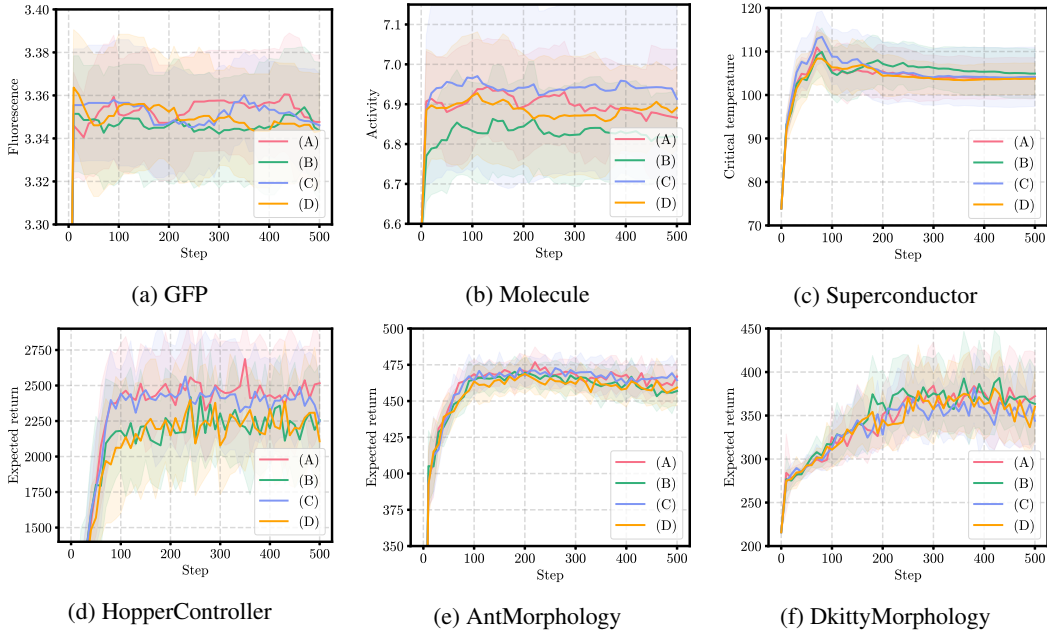 3.40
3.38
3.36
3.34
3.32
3.30
Fluorescence
0 100 200 300 400 500
Step
(A)
(B)
(C)
(D)
(a) GFP
7.1
7.0
6.9
6.8
6.7
6.6
Activity
0 100 200 300 400 500
Step
(A)
(B)
(C)
(D)
(b) Molecule
120
110
100
90
80
70
Critical temperature
0 100 200 300 400 500
Step
(A)
(B)
(C)
(D)
(c) Superconductor
2750
2500
2250
2000
1750
1500
Expected return
0 100 200 300 400 500
Step
(A)
(B)
(C)
(D)
(d) HopperController
500
475
450
425
400
375
350
Expected return
0 100 200 300 400 500
Step
(A)
(B)
(C)
(D)
(e) AntMorphology
450
400
350
300
250
200
Expected return
0 100 200 300 400 500
Step
(A)
(B)
(C)
(D)
(f) DkittyMorphology